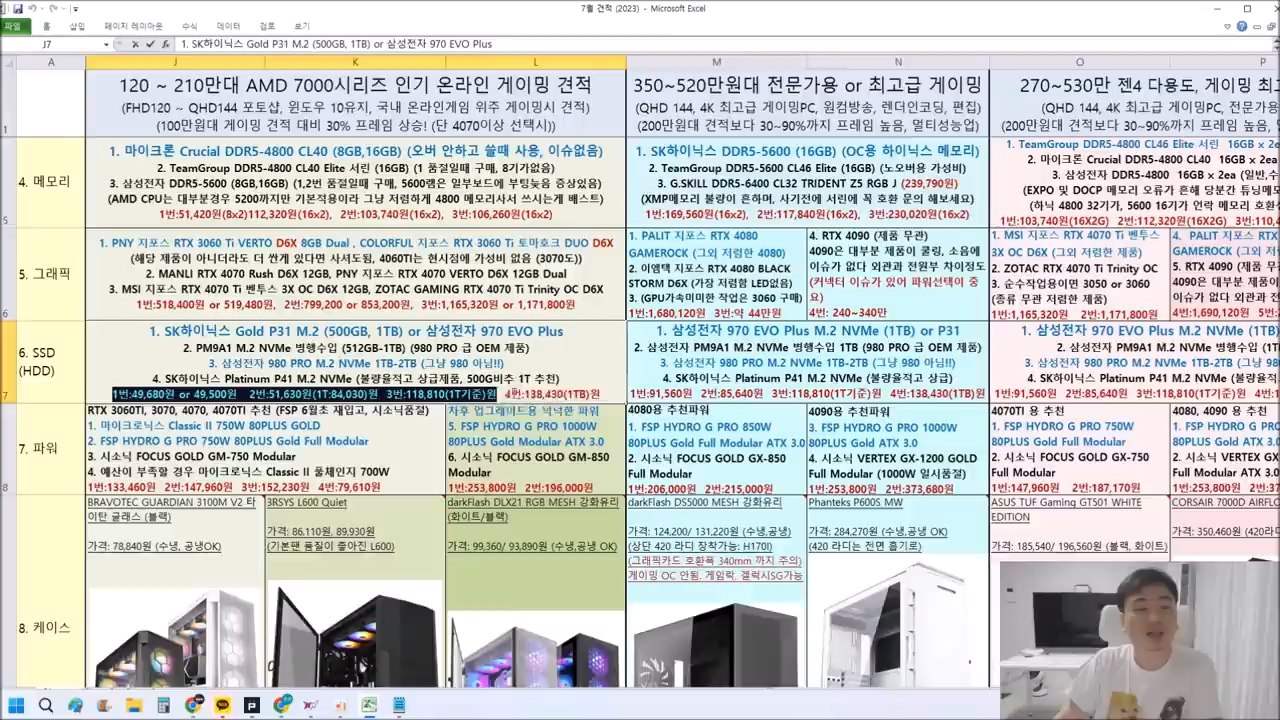 7월 견적 (2023) - Microsoft Excel
파일 홈 삽입 페이지 레이아웃 수식 데이터 검토 보기
J7 1. SK하이닉스 Gold P31 M.2 (500GB, 1TB) or 삼성전자 970 EVO Plus
A J K L M N O P
120 ~ 210만대 AMD 7000시리즈 인기 온라인 게이밍 견적
(FHD120 ~ QHD144 포토샵, 윈도우 10유지, 국내 온라인게임 위주 게이밍시 견적)
(100만원대 게이밍 견적 대비 30% 프레임 상승! (단 4070이상 선택시))
350~520만원대 전문가용 or 최고급 게이밍
(QHD 144, 4K 최고급 게이밍PC, 원컴방송, 렌더인코딩, 편집)
(200만원대 견적보다 30~90%까지 프레임 높음, 멀티성능업)
270~530만 젠4 다용도, 게이밍 최
(QHD 144, 4K 최고급 게이밍PC, 전문가용
(200만원대 견적보다 30~90%까지 프레임 높음,
1
4. 메모리
1. 마이크론 Crucial DDR5-4800 CL40 (8GB,16GB) (오버 안하고 쓸때 사용, 이슈없음)
2. TeamGroup DDR5-4800 CL40 Elite 서린 (16GB) (1 품절일때 구매, 8기가없음)
3. 삼성전자 DDR5-5600 (8GB,16GB) (1,2번 품절일때 구매, 5600램은 일부보드에 부팅늦음 증상있음)
(AMD CPU는 대부분경우 5200까지만 기본적용이라 그냥 저렴하게 4800 메모리사서 쓰시는게 베스트)
1번:51,420원(8x2)112,320원(16x2), 2번:103,740원(16x2), 3번:106,260원(16x2)
1. SK하이닉스 DDR5-5600 (16GB) (OC용 하이닉스 메모리)
2. TeamGroup DDR5-5600 CL46 Elite (16GB) (노오버용 가성비)
3. G.SKILL DDR5-6400 CL32 TRIDENT Z5 RGB J (239,790원)
(XMP메모리 불량이 흔하며, 사기전에 서린에 꼭 호환 문의 해보세요)
1번:169,560원(16x2), 2번:117,840원(16x2), 3번:230,020원(16x2)
1. TeamGroup DDR5-4800 CL40 Elite 서린 16GB x 2e
2. 마이크론 Crucial DDR5-4800 16GB x 2ea
3. 삼성전자 DDR5-5600 CL40 16GB x 2ea (일반,수
(EXPO 및 DOCP 메모리 오류가 흔해 당분간 튜닝메모
(하닉 4800 32기가, 5600 16기가 인락 메모리 호환
1번:103,740원(16X2G) 2번:112,320원(16X2G) 3번:110,
5
5. 그래픽
1. PNY 지포스 RTX 3060 Ti VERTO D6X 8GB Dual , COLORFUL 지포스 RTX 3060 Ti 토마호크 DUO D6X
(해당 제품이 아니더라도 더 싼게 있다면 사셔도됨, 4060TI는 현시점에 가성비 없음 (3070도))
2. MANLI RTX 4070 Rush D6X 12GB, PNY 지포스 RTX 4070 VERTO D6X 12GB Dual
3. MSI 지포스 RTX 4070 Ti 벤투스 3X OC D6X 12GB, ZOTAC GAMING RTX 4070 Ti Trinity OC D6X
1번:518,400원 or 519,480원, 2번:799,200 or 853,200원, 3번:1,165,320원 or 1,171,800원
1. PALIT 지포스 RTX 4080
GAMEROCK (그외 저렴한 4080)
2. 이엠텍 지포스 RTX 4080 BLACK
STORM D6X (가장 저렴함 LED없음)
3. (GPU가속미미한 작업은 3060 구매)
1번:1,680,120원 3번:약 44만원
4. RTX 4090 (제품 무관)
4090은 대부분 제품이 쿨링, 소음에
이슈가 없다 외관과 전원부 차이정도
(커넥터 이슈가 있어 파워선택이 중
요)
4번: 240~340만
1. MSI 지포스 RTX 4070 Ti 벤투스
3X OC D6X (그외 저렴한 제품)
2. ZOTAC RTX 4070 Ti Trinity OC
3. 순수작업용이면 3050 or 3060
(종류 무관 저렴한 제품)
1번:1,165,320원 2번:1,171,800원
4. PALIT 지포스 RTX
GAMEROCK (그외 저렴
5. RTX 4090 (제품 무
4090은 대부분 제품이
이슈가 없다 외관과 전
4번:1,690,120원 5번:
6
6. SSD
(HDD)
1. SK하이닉스 Gold P31 M.2 (500GB, 1TB) or 삼성전자 970 EVO Plus
2. PM9A1 M.2 NVMe 병행수입 (512GB-1TB) (980 PRO 급 OEM 제품)
3. 삼성전자 980 PRO M.2 NVMe 1TB-2TB (그냥 980 아님!!)
4. SK하이닉스 Platinum P41 M.2 NVMe (불량율적고 상급제품, 500G비추 1T 추천)
1번:49,680원 or 49,500원 2번:51,630원(1T:84,030)원 3번:118,810(1T기준)원 4번:138,430(1TB)원
1. 삼성전자 970 EVO Plus M.2 NVMe (1TB) or P31
2. 삼성전자 PM9A1 M.2 NVMe 병행수입 1TB (980 PRO 급 OEM 제품)
3. 삼성전자 980 PRO M.2 NVMe 1TB-2TB (그냥 980 아님!!)
4. SK하이닉스 Platinum P41 M.2 NVMe (불량율적고 상급)
1번:91,560원 2번:85,640원 3번:118,810(1T기준)원 4번:138,430(1TB)원
1. 삼성전자 970 EVO Plus M.2 NVMe (1TB
2. 삼성전자 PM9A1 M.2 NVMe 병행수입 1T
3. 삼성전자 980 PRO M.2 NVMe 1TB-2TB
4. SK하이닉스 Platinum P41 M.2 NVMe (불
1번:91,560원 2번:85,640원 3번:118,810(1T기준)원 4번
7
7. 파워
RTX 3060TI, 3070, 4070, 4070TI 추천 (FSP 6월초 재입고, 시소닉품절)
1. 마이크로닉스 Classic II 750W 80PLUS GOLD
2. FSP HYDRO G PRO 750W 80PLUS Gold Full Modular
3. 시소닉 FOCUS GOLD GM-750 Modular
4. 예산이 부족할 경우 마이크로닉스 Classic II 풀체인지 700W
1번:133,460원 2번:147,960원 3번:152,230원 4번:79,610원
차후 업그레이드용 넉넉한 파워
5. FSP HYDRO G PRO 1000W
80PLUS Gold Modular ATX 3.0
6. 시소닉 FOCUS GOLD GM-850
Modular
1번:253,800원 2번:196,000원
4080용 추천파워
1. FSP HYDRO G PRO 850W
80PLUS Gold Full Modular ATX 3.0
2. 시소닉 FOCUS GOLD GX-850
Full Modular
1번:206,000원 2번:215,000원
4090용 추천파워
3. FSP HYDRO G PRO 1000W
80PLUS Gold Full Modular ATX 3.0
4. 시소닉 VERTEX GX-1200 GOLD
Full Modular (1000W 일시품절)
1번:253,800원 2번:373,680원
4070TI 용 추천
1. FSP HYDRO G PRO 750W
80PLUS Gold Full Modular
2. 시소닉 FOCUS GOLD GX-750
Full Modular
1번:147,960원 2번:187,170원
4080, 4090 용 추천
3. FSP HYDRO G PRO
80PLUS Gold Full Mo
4. 시소닉 FOCUS GO
Full Modular ATX 3.
1번:253,800원 2번:37
8
8. 케이스
BRAVOTEC GUARDIAN 3100M V2 타
이탄 글래스 (블랙)
가격: 78,840원 (수냉, 공냉OK)
3RSYS L600 Quiet
가격: 86,110원, 89,930원
(기본팬 품질이 좋아진 L600)
darkFlash DLX21 RGB MESH 강화유리
(화이트/블랙)
가격: 99,360/ 93,890원 (수냉,공냉 OK)
darkFlash DS5000 MESH 강화유리
가격: 124,200/ 131,220원 (수냉,공냉)
(상단 420 라디 장착가능: H170I)
(그래픽카드 호환폭 340mm 까지 주의)
게이밍 OC 안됨, 게임락, 겔럭시SG가능
Phanteks P600S MW
가격: 284,270원 (수냉,공냉 OK)
(420 라디는 전면 흡기로)
ASUS TUF Gaming GT501 WHITE
EDITION
가격: 185,540/ 196,560원 (블랙, 화이트)
CORSAIR 7000D AIRFLO
가격: 350,460원 (420라